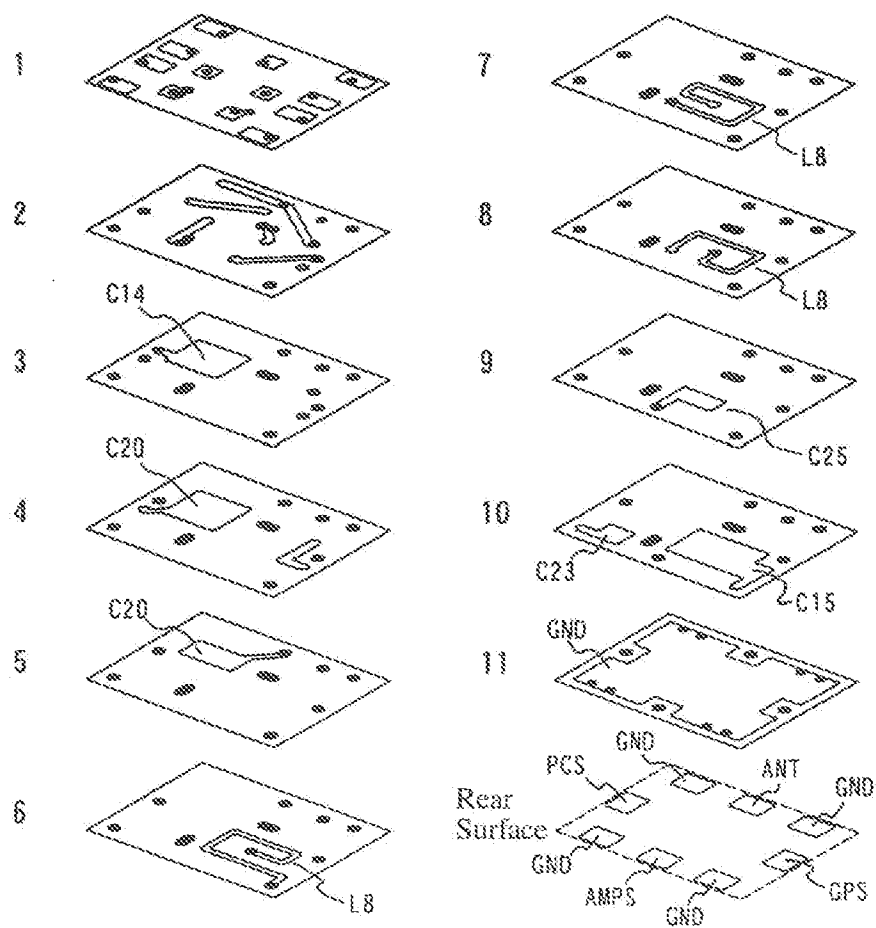 1
2
C14
3
C20
4
C20
5
6
L8
7
L8
8
L8
9
C25
10
C23
C15
GND
11
GND
PCS
ANT
GND
Rear
Surface
GND
AMPS
GND
GPS